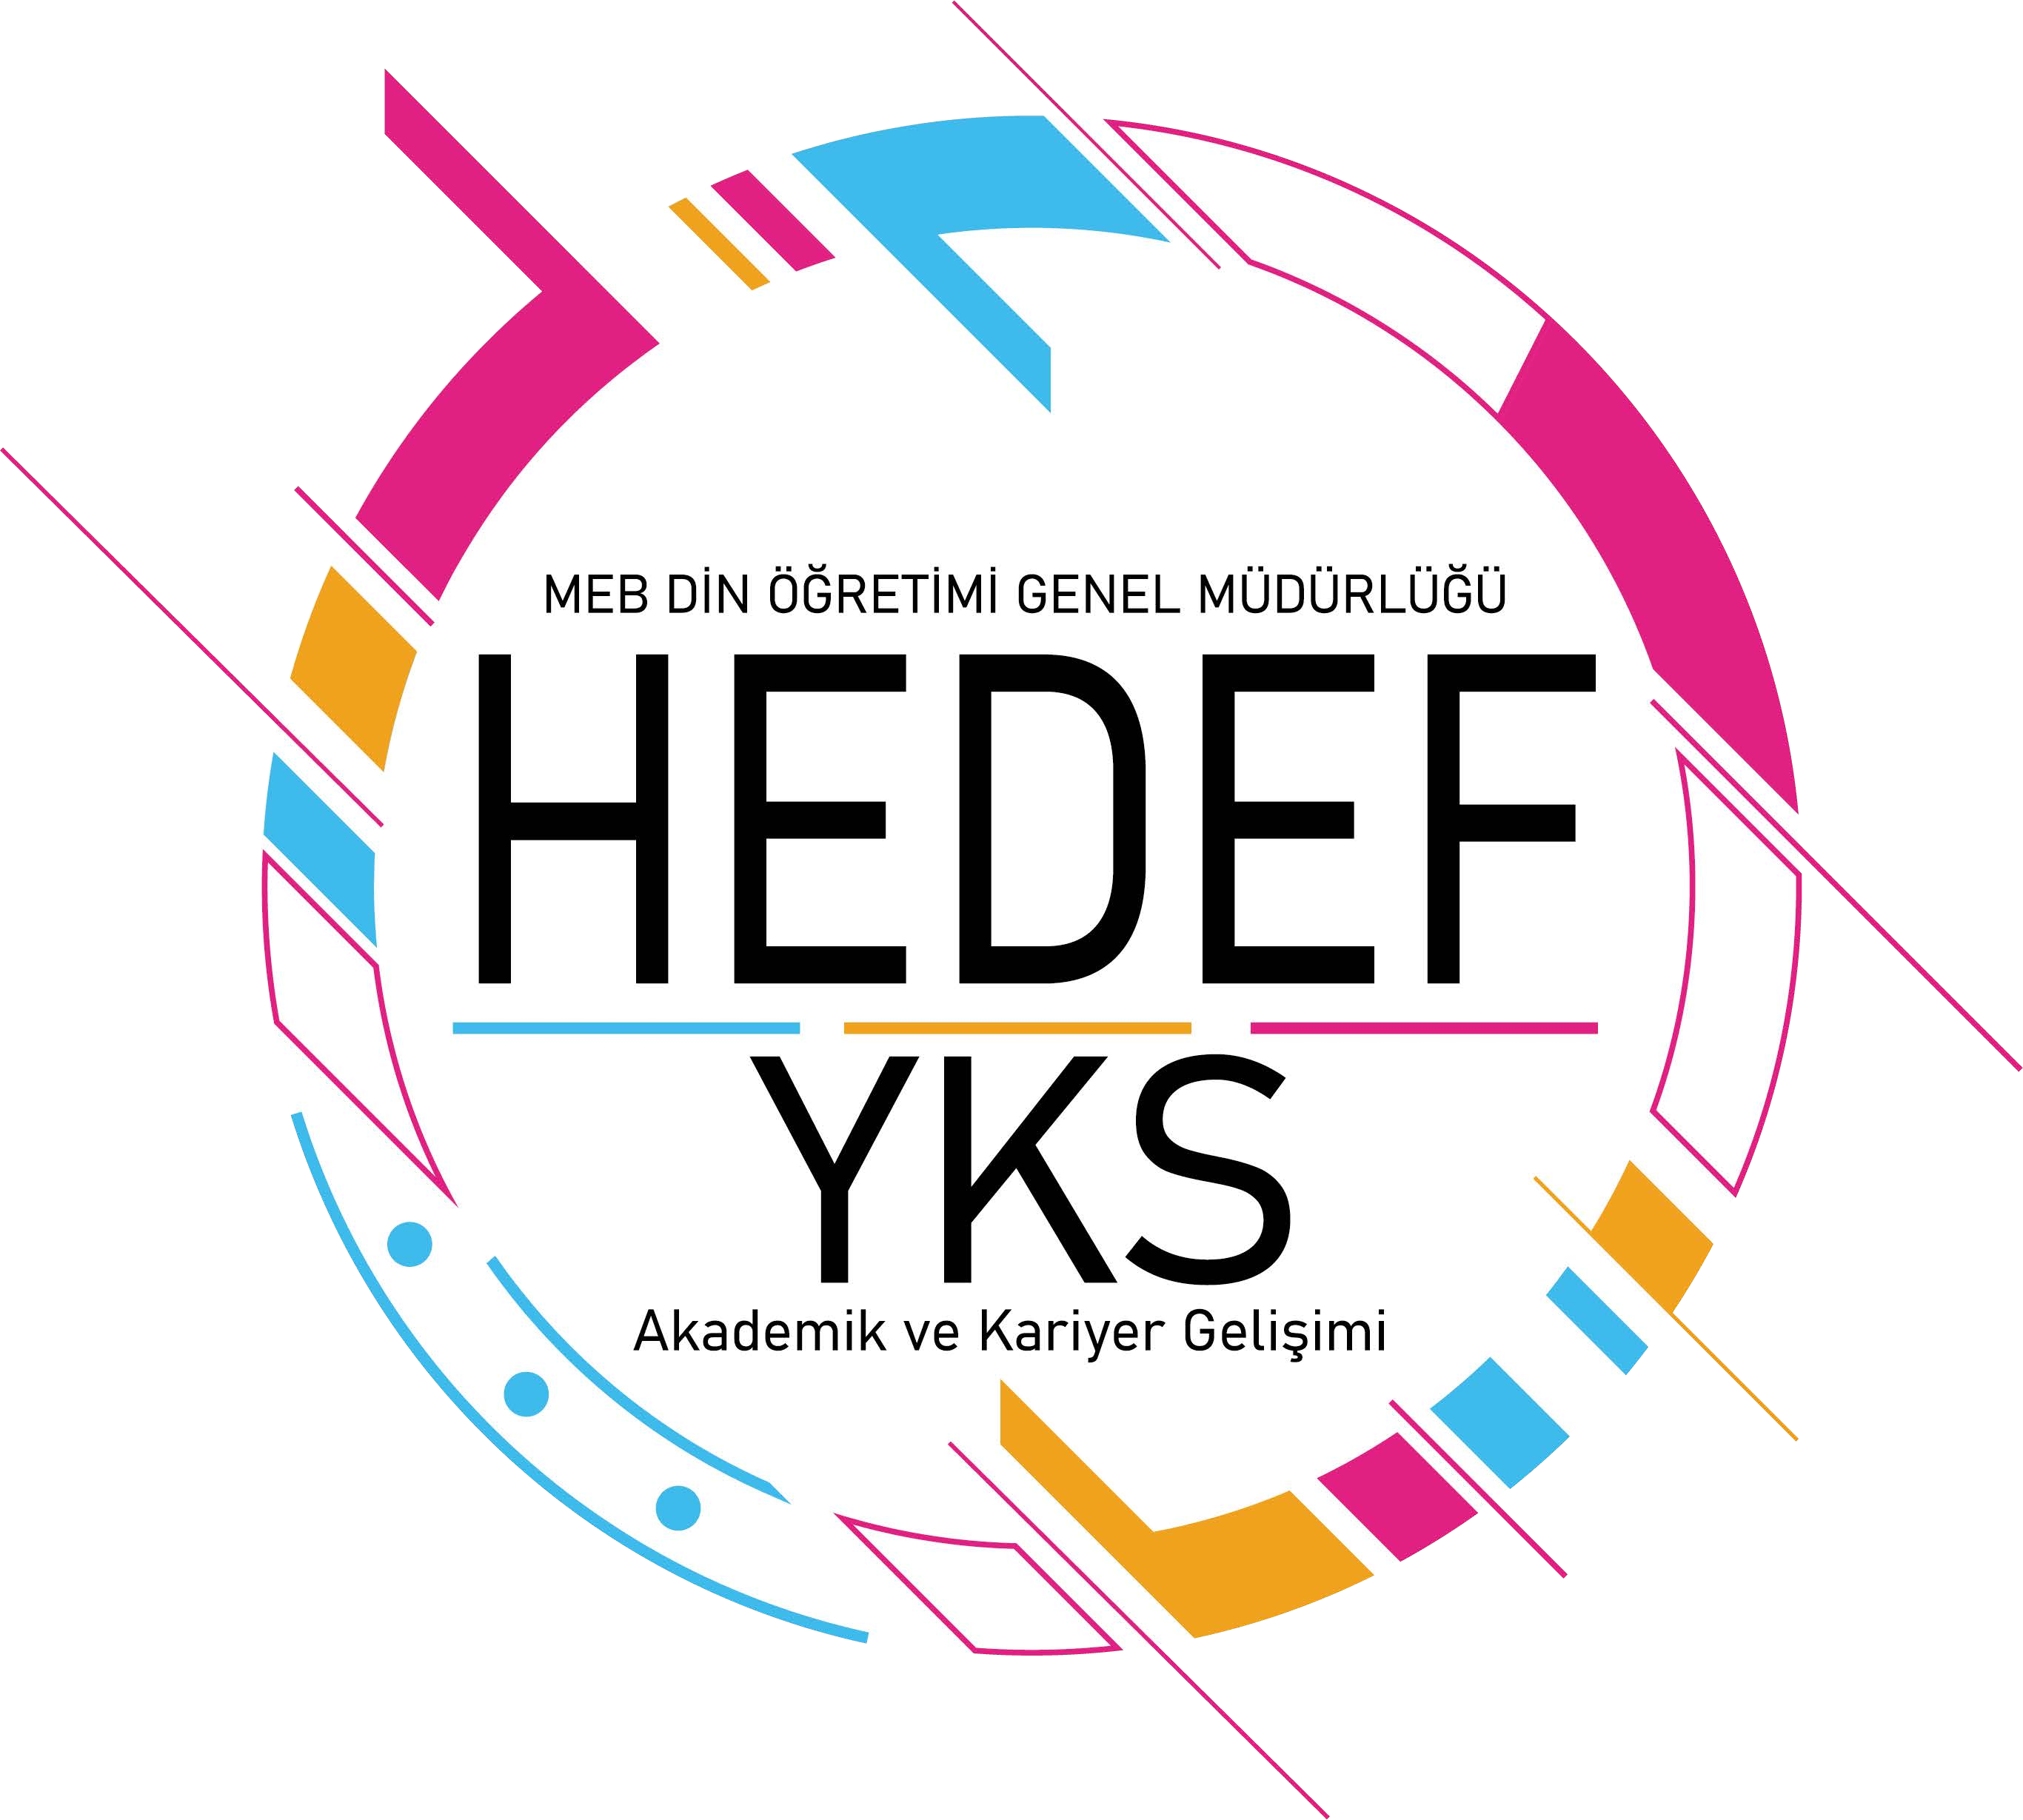 MEB DİN ÖĞRETİMİ GENEL MÜDÜRLÜĞÜ
HEDEF
YKS
Akademik ve Kariyer Gelişimi